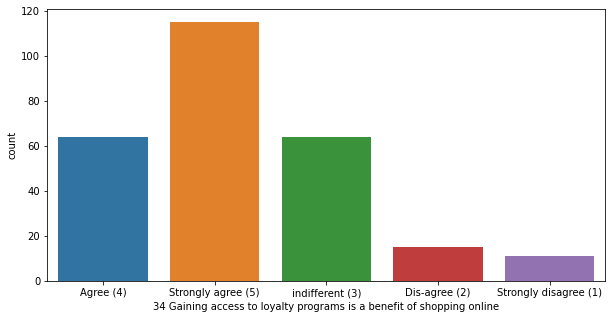 120
100
80
60
40
20
0
count
Agree (4) Strongly agree (5) indifferent (3) Dis-agree (2) Strongly disagree (1)
34 Gaining access to loyalty programs is a benefit of shopping online